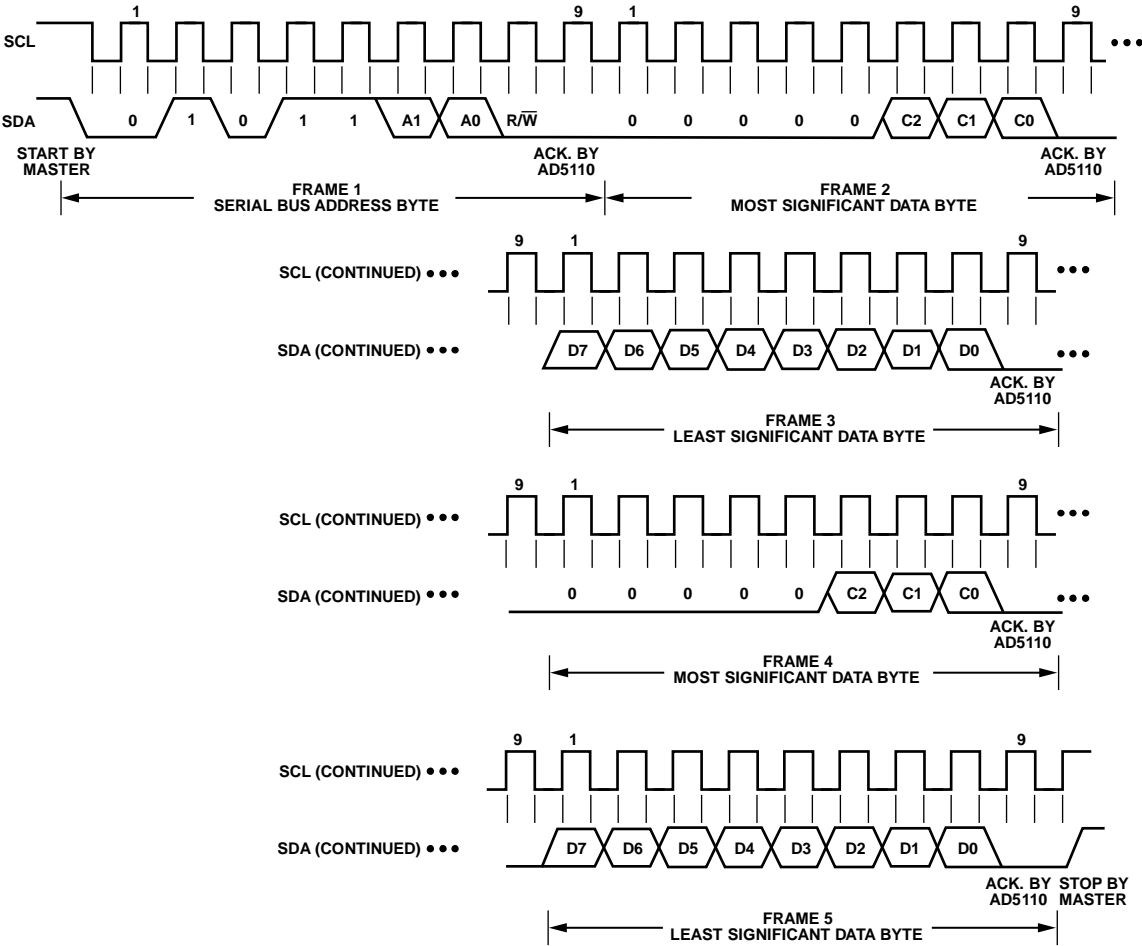 1 9 1 9
SCL
SDA 0 1 0 1 1 A1 A0 R/W̅ 0 0 0 0 0 C2 C1 C0
START BY MASTER
ACK. BY AD5110
ACK. BY AD5110
FRAME 1
SERIAL BUS ADDRESS BYTE
FRAME 2
MOST SIGNIFICANT DATA BYTE
9 1 9
SCL (CONTINUED)
SDA (CONTINUED) D7 D6 D5 D4 D3 D2 D1 D0
ACK. BY AD5110
FRAME 3
LEAST SIGNIFICANT DATA BYTE
9 1 9
SCL (CONTINUED)
SDA (CONTINUED) 0 0 0 0 0 C2 C1 C0
ACK. BY AD5110
FRAME 4
MOST SIGNIFICANT DATA BYTE
9 1 9
SCL (CONTINUED)
SDA (CONTINUED) D7 D6 D5 D4 D3 D2 D1 D0
ACK. BY AD5110
STOP BY MASTER
FRAME 5
LEAST SIGNIFICANT DATA BYTE